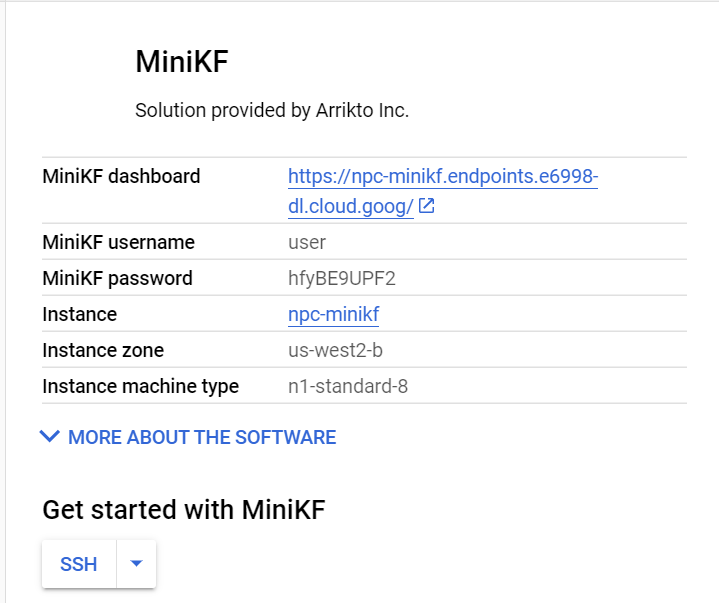 MiniKF
Solution provided by Arrikto Inc.
MiniKF dashboard https://npc-minikf.endpoints.e6998-
dl.cloud.goog/
MiniKF username user
MiniKF password hfyBE9UPF2
Instance npc-minikf
Instance zone us-west2-b
Instance machine type n1-standard-8
MORE ABOUT THE SOFTWARE
Get started with MiniKF
SSH